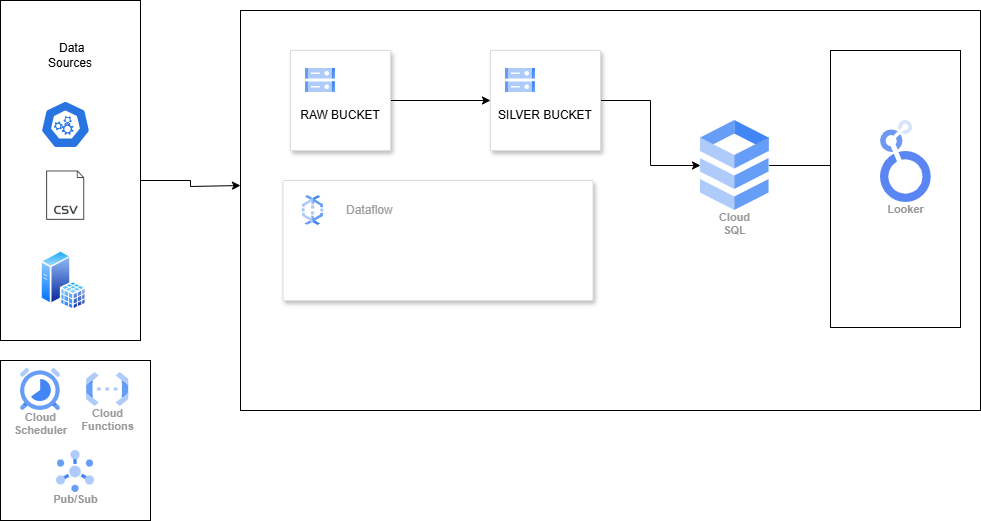 Data
Sources
CSV
RAW BUCKET
SILVER BUCKET
Dataflow
Cloud
SQL
Looker
Cloud
Scheduler
Cloud
Functions
Pub/Sub